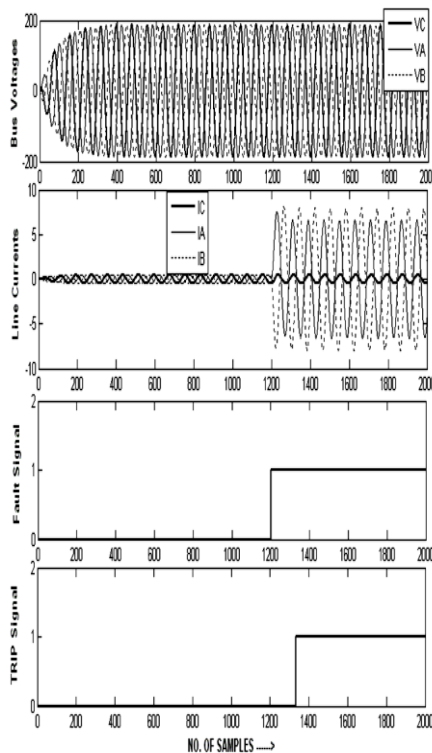 200
0
-200
Bus Voltages
VC
VA
VB
0 200 400 600 800 1000 1200 1400 1600 1800 2000
10
5
0
-5
-10
Line Currents
IC
IA
IB
0 200 400 600 800 1000 1200 1400 1600 1800 2000
2
1
0
Fault Signal
0 200 400 600 800 1000 1200 1400 1600 1800 2000
2
1
0
TRIP Signal
0 200 400 600 800 1000 1200 1400 1600 1800 2000
NO. OF SAMPLES ---->